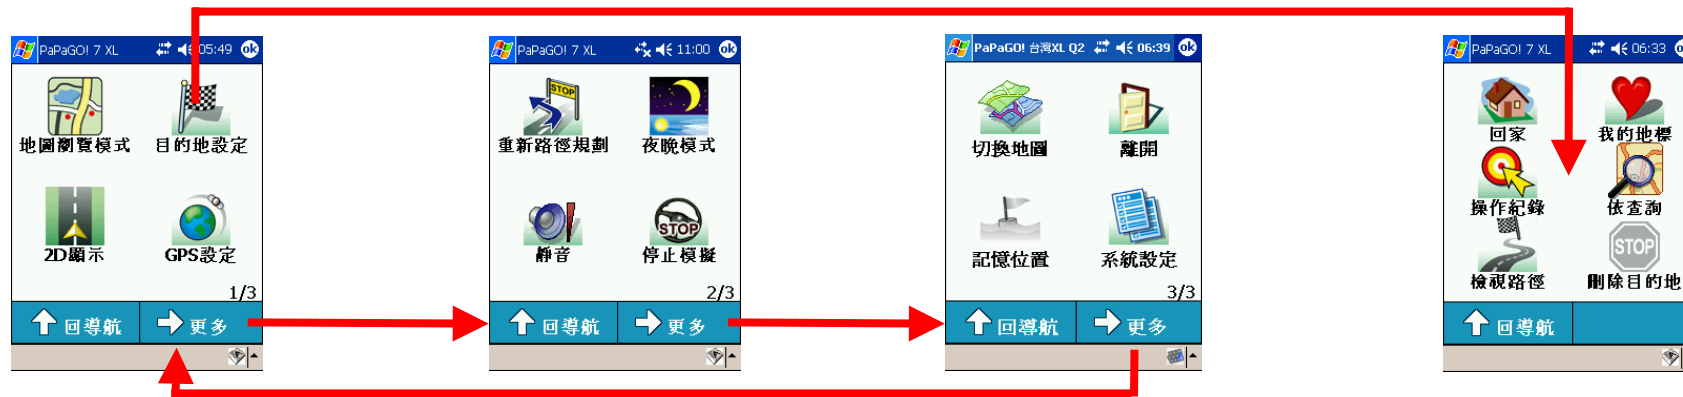 PaPaGO! 7 XL 05:49 ok
地圖瀏覽模式 目的地設定
2D顯示 GPS設定
1/3
回導航 更多
PaPaGO! 7 XL 11:00 ok
STOP
重新路徑規劃 夜晚模式
STOP
靜音 停止模擬
2/3
回導航 更多
PaPaGO! 台灣XL Q2 06:39 ok
切換地圖 離開
記憶位置 系統設定
3/3
回導航 更多
PaPaGO! 7 XL 06:33
回家 我的地標
操作紀錄 依查詢
STOP
檢視路徑 刪除目的地
回導航